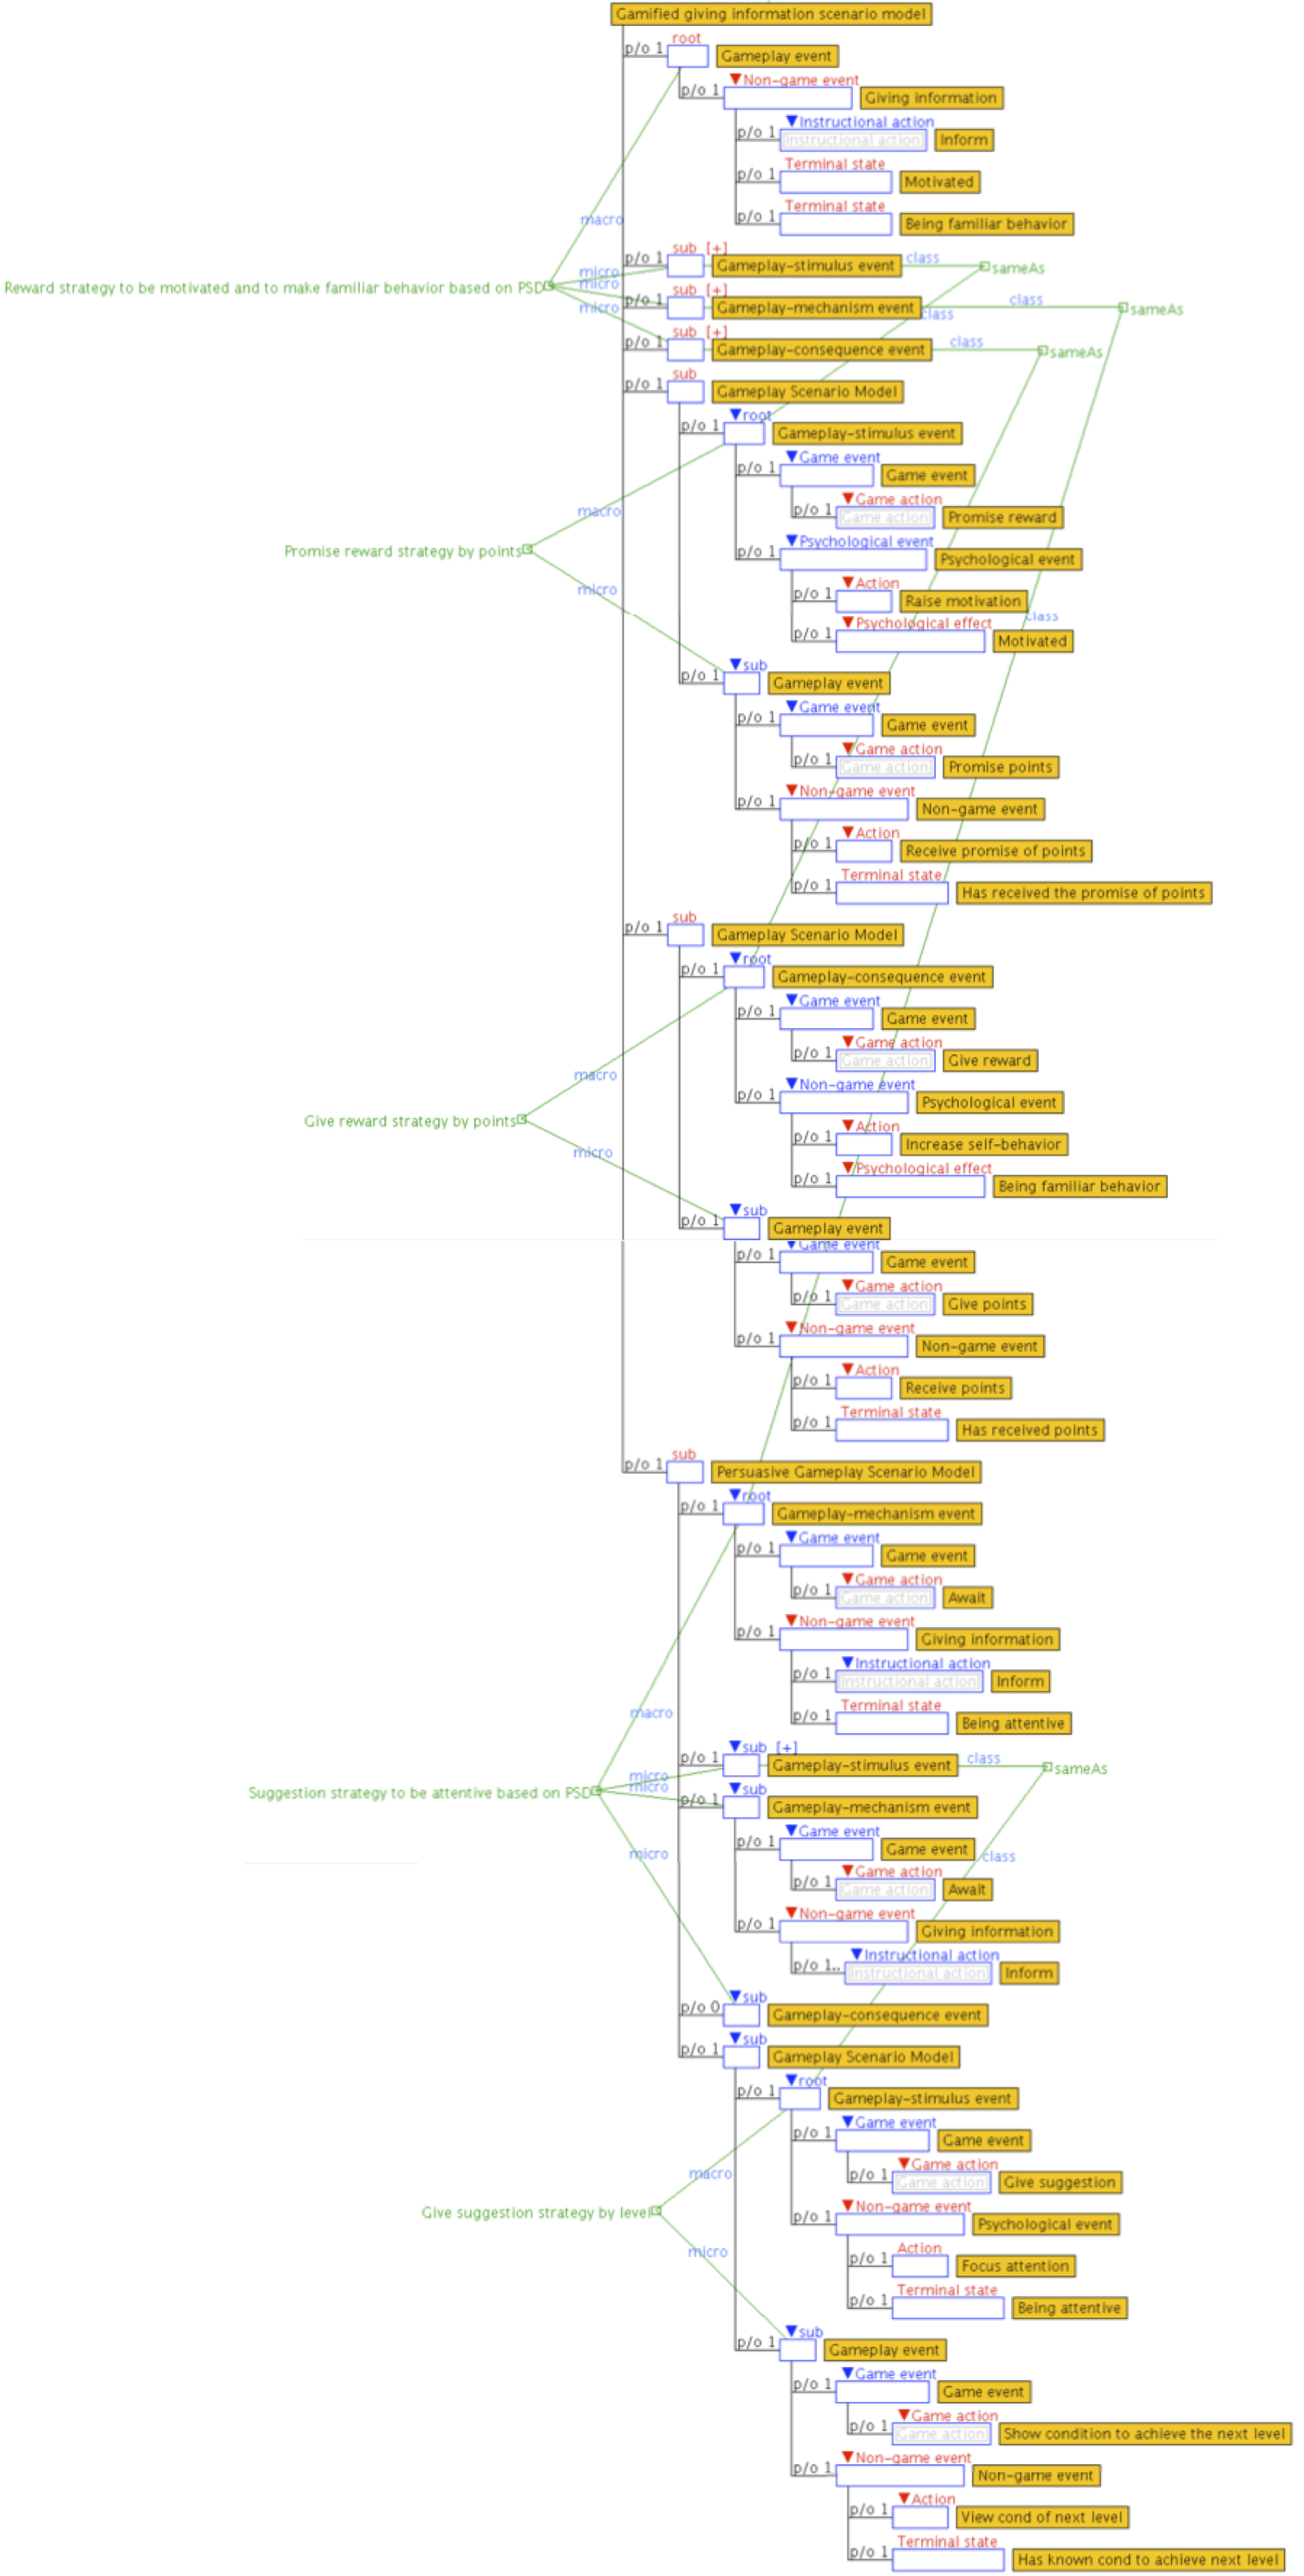 Gamified giving information scenario model
root
p/o 1 Gameplay event
Non-game event
p/o 1 Giving information
Instructional action
p/o 1 [Instructional action] Inform
Terminal state
p/o 1 Motivated
Terminal state
p/o 1 Being familiar behavior
macro
sub [+] class
p/o 1 Gameplay-stimulus event sameAs
micro
Reward strategy to be motivated and to make familiar behavior based on PSD micro
sub [+] class
p/o 1 Gameplay-mechanism event sameAs
micro class
sub [+] class
p/o 1 Gameplay-consequence event sameAs
sub
p/o 1 Gameplay Scenario Model
root
p/o 1 Gameplay-stimulus event
Game event
p/o 1 Game event
Game action
macro p/o 1 [Game action] Promise reward
Psychological event
Promise reward strategy by points p/o 1 Psychological event
Action
micro p/o 1 Raise motivation
Psychological effect class
p/o 1 Motivated
sub
p/o 1 Gameplay event
Game event
p/o 1 Game event
Game action
p/o 1 [Game action] Promise points
Non-game event
p/o 1 Non-game event
Action
p/o 1 Receive promise of points
Terminal state
p/o 1 Has received the promise of points
sub
p/o 1 Gameplay Scenario Model
root
p/o 1 Gameplay-consequence event
Game event
p/o 1 Game event
Game action
p/o 1 [Game action] Give reward
macro Non-game event
p/o 1 Psychological event
Give reward strategy by points Action
p/o 1 Increase self-behavior
micro Psychological effect
p/o 1 Being familiar behavior
sub
p/o 1 Gameplay event
Game event
p/o 1 Game event
Game action
p/o 1 [Game action] Give points
Non-game event
p/o 1 Non-game event
Action
p/o 1 Receive points
Terminal state
p/o 1 Has received points
sub
p/o 1 Persuasive Gameplay Scenario Model
root
p/o 1 Gameplay-mechanism event
Game event
p/o 1 Game event
Game action
p/o 1 [Game action] Await
Non-game event
p/o 1 Giving information
Instructional action
p/o 1 [Instructional action] Inform
Terminal state
macro p/o 1 Being attentive
sub [+] class
p/o 1 Gameplay-stimulus event sameAs
micro
Suggestion strategy to be attentive based on PSD micro sub
p/o 1 Gameplay-mechanism event
Game event
micro p/o 1 Game event class
Game action
p/o 1 [Game action] Await
Non-game event
p/o 1 Giving information
Instructional action
p/o 1.. [Instructional action] Inform
sub
p/o 0 Gameplay-consequence event
sub
p/o 1 Gameplay Scenario Model
root
p/o 1 Gameplay-stimulus event
Game event
p/o 1 Game event
Game action
macro p/o 1 [Game action] Give suggestion
Non-game event
Give suggestion strategy by level p/o 1 Psychological event
Action
micro p/o 1 Focus attention
Terminal state
p/o 1 Being attentive
sub
p/o 1 Gameplay event
Game event
p/o 1 Game event
Game action
p/o 1 [Game action] Show condition to achieve the next level
Non-game event
p/o 1 Non-game event
Action
p/o 1 View cond of next level
Terminal state
p/o 1 Has known cond to achieve next level